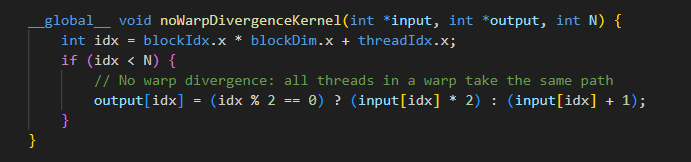 __global__ void noWarpDivergenceKernel(int *input, int *output, int N) {
    int idx = blockIdx.x * blockDim.x + threadIdx.x;
    if (idx < N) {
        // No warp divergence: all threads in a warp take the same path
        output[idx] = (idx % 2 == 0) ? (input[idx] * 2) : (input[idx] + 1);
    }
}